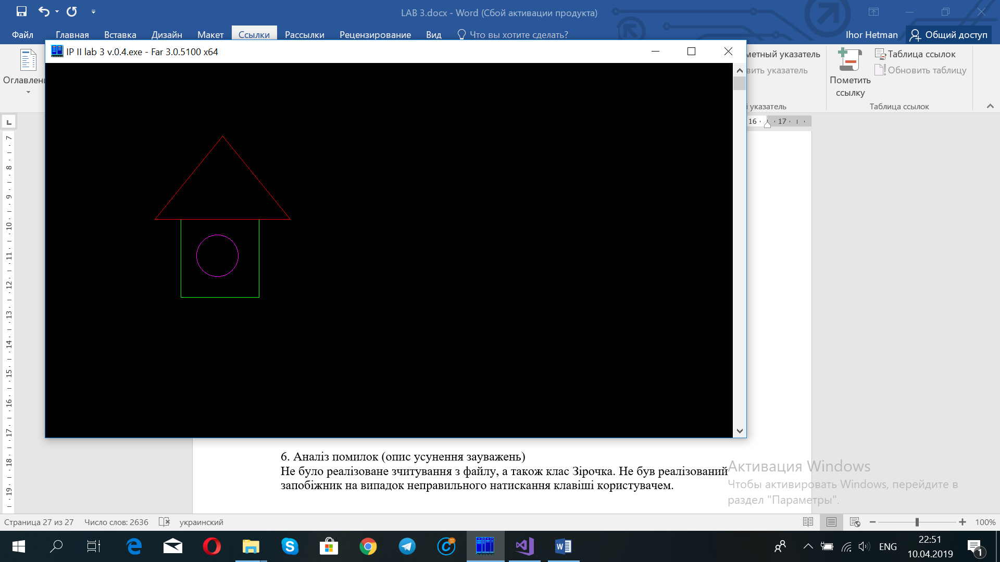 LAB 3.docx - Word (Сбой активации продукта)
Файл Главная Вставка Дизайн Макет Ссылки Рассылки Рецензирование Вид Что вы хотите сделать? Ihor Hetman Общий доступ
IP II lab 3 v.0.4.exe - Far 3.0.5100 x64
метный указатель
вить указатель
указатель
Оглавлени
Пометить
ссылку
Таблица ссылок
Обновить таблицу
Таблица ссылок
16 17
7
8
9
10
11
12
13
14
15
16
17
18
19
6. Аналіз помилок (опис усунення зауважень)
Не було реалізоване зчитування з файлу, а також клас Зірочка. Не був реалізований
запобіжник на випадок неправильного натискання клавіші користувачем.
Активация Windows
Чтобы активировать Windows, перейдите в
раздел "Параметры".
Страница 27 из 27 Число слов: 2636 украинский 100%
ENG 22:51
10.04.2019
1